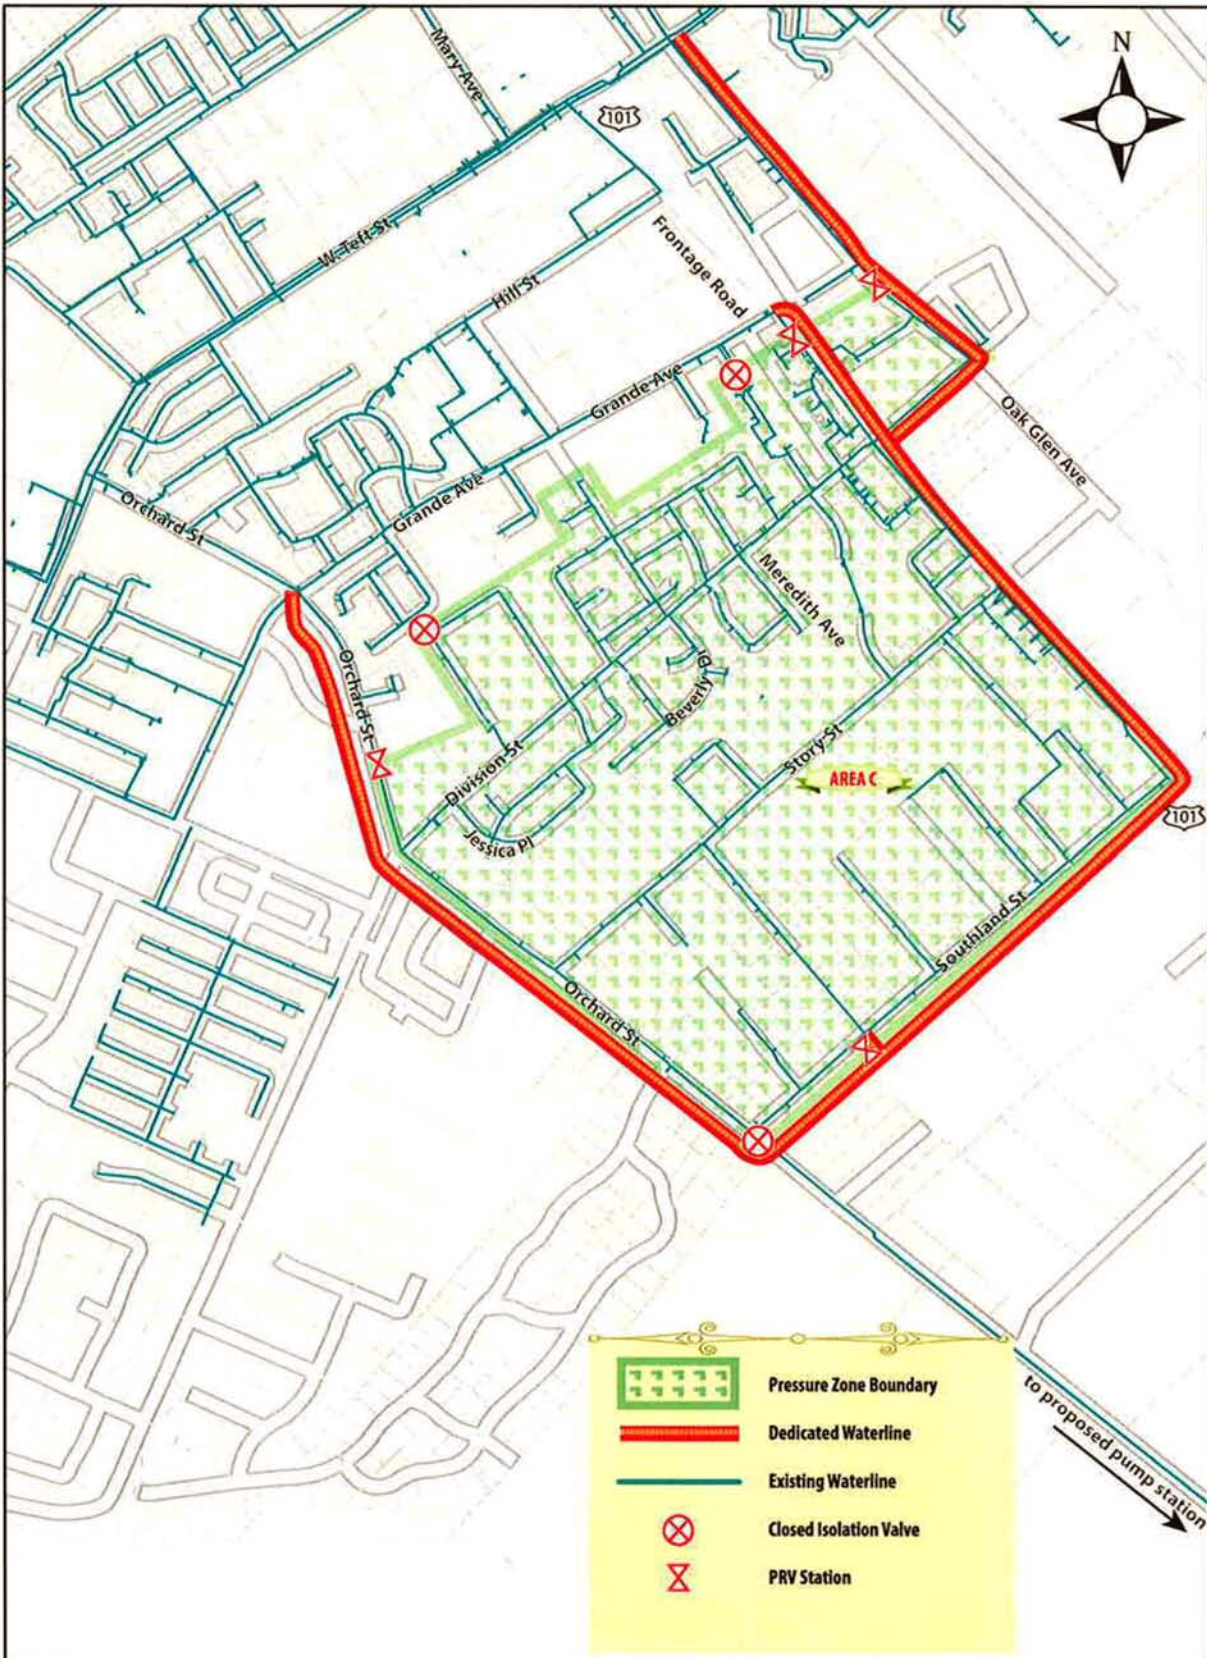 N
Mary Ave
101
W. Teft St
Hill St
Frontage Road
Grande Ave
Oak Glen Ave
Orchard St
Grande Ave
Meredith Ave
Orchard St
Beverly Dr
Division St
Story St
AREA C
101
Jessica Pl
Southland St
Orchard St
Pressure Zone Boundary
Dedicated Waterline
Existing Waterline
Closed Isolation Valve
PRV Station
to proposed pump station